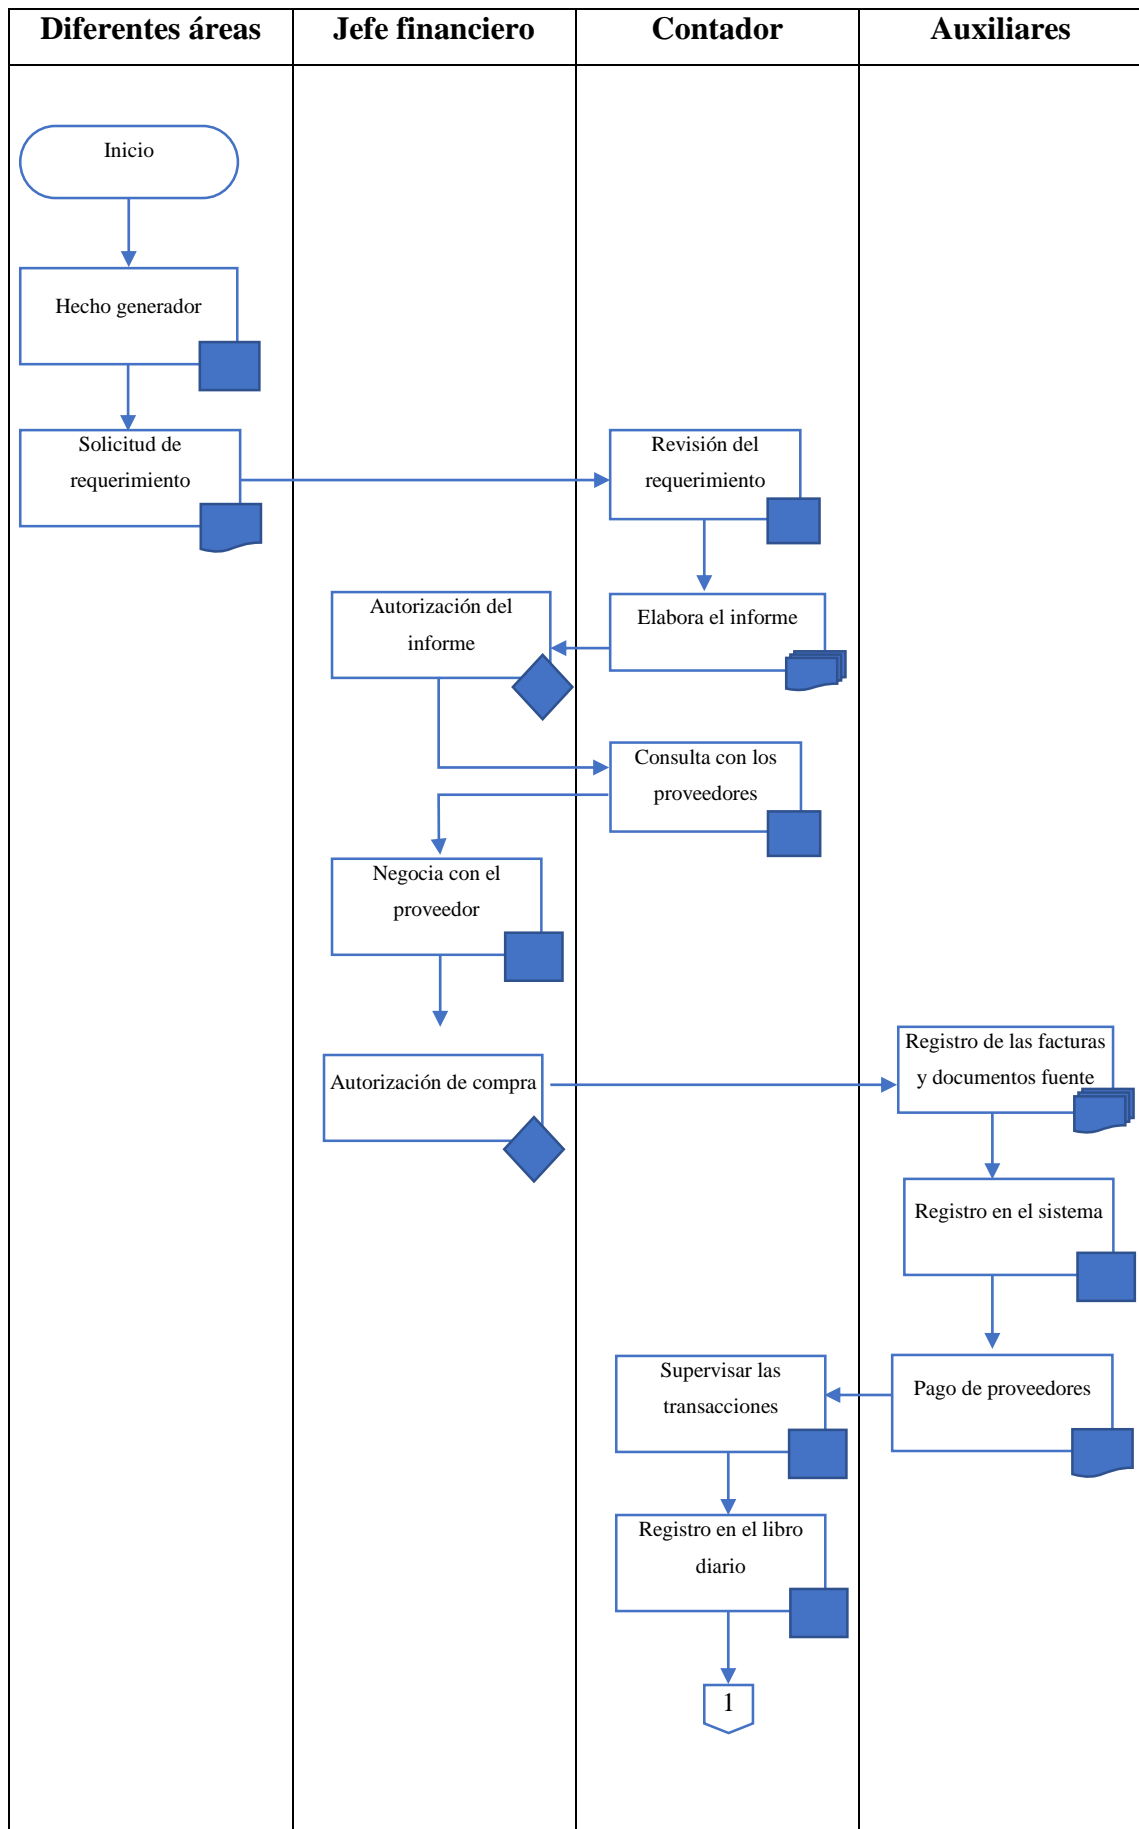 Diferentes áreas
Jefe financiero
Contador
Auxiliares
Inicio
Hecho generador
Solicitud de
requerimiento
Revisión del
requerimiento
Elabora el informe
Autorización del
informe
Consulta con los
proveedores
Negocia con el
proveedor
Autorización de compra
Registro de las facturas
y documentos fuente
Registro en el sistema
Pago de proveedores
Supervisar las
transacciones
Registro en el libro
diario
1